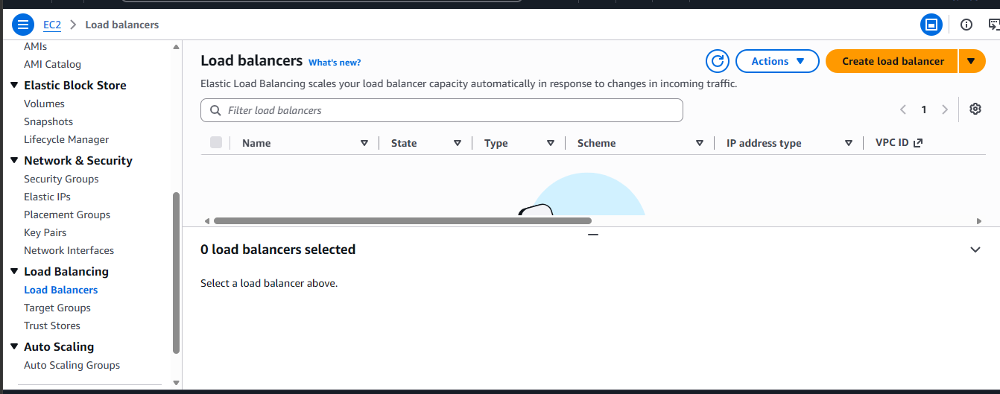 EC2 > Load balancers
AMIs
AMI Catalog
Elastic Block Store
Volumes
Snapshots
Lifecycle Manager
Network & Security
Security Groups
Elastic IPs
Placement Groups
Key Pairs
Network Interfaces
Load Balancing
Load Balancers
Target Groups
Trust Stores
Auto Scaling
Auto Scaling Groups
Load balancers What's new?
Actions
Create load balancer
Elastic Load Balancing scales your load balancer capacity automatically in response to changes in incoming traffic.
Filter load balancers
1
Name State Type Scheme IP address type VPC ID
0 load balancers selected
Select a load balancer above.